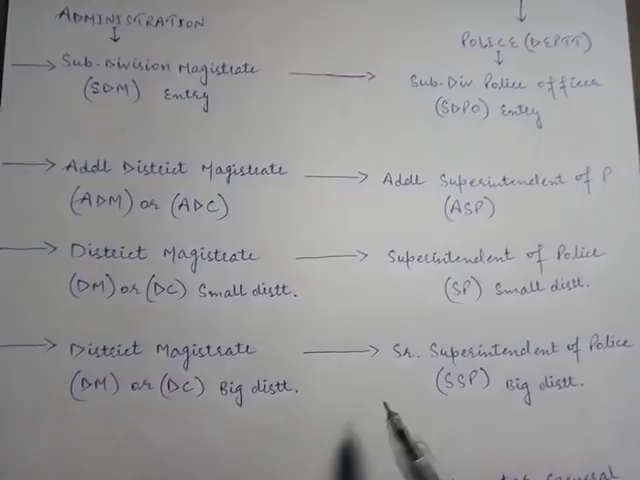 ADMINISTRATION
POLICE (DEPTT)
Sub-Division Magistrate
(SDM) Entry
Sub-Div Police officer
(SDPO) Entry
Addl District Magistrate
(ADM) or (ADC)
Addl Superintendent of P
(ASP)
District Magistrate
(DM) or (DC) Small distt.
Superintendent of Police
(SP) Small distt.
District Magistrate
(DM) or (DC) Big distt.
Sr. Superintendent of Police
(SSP) Big distt.
General